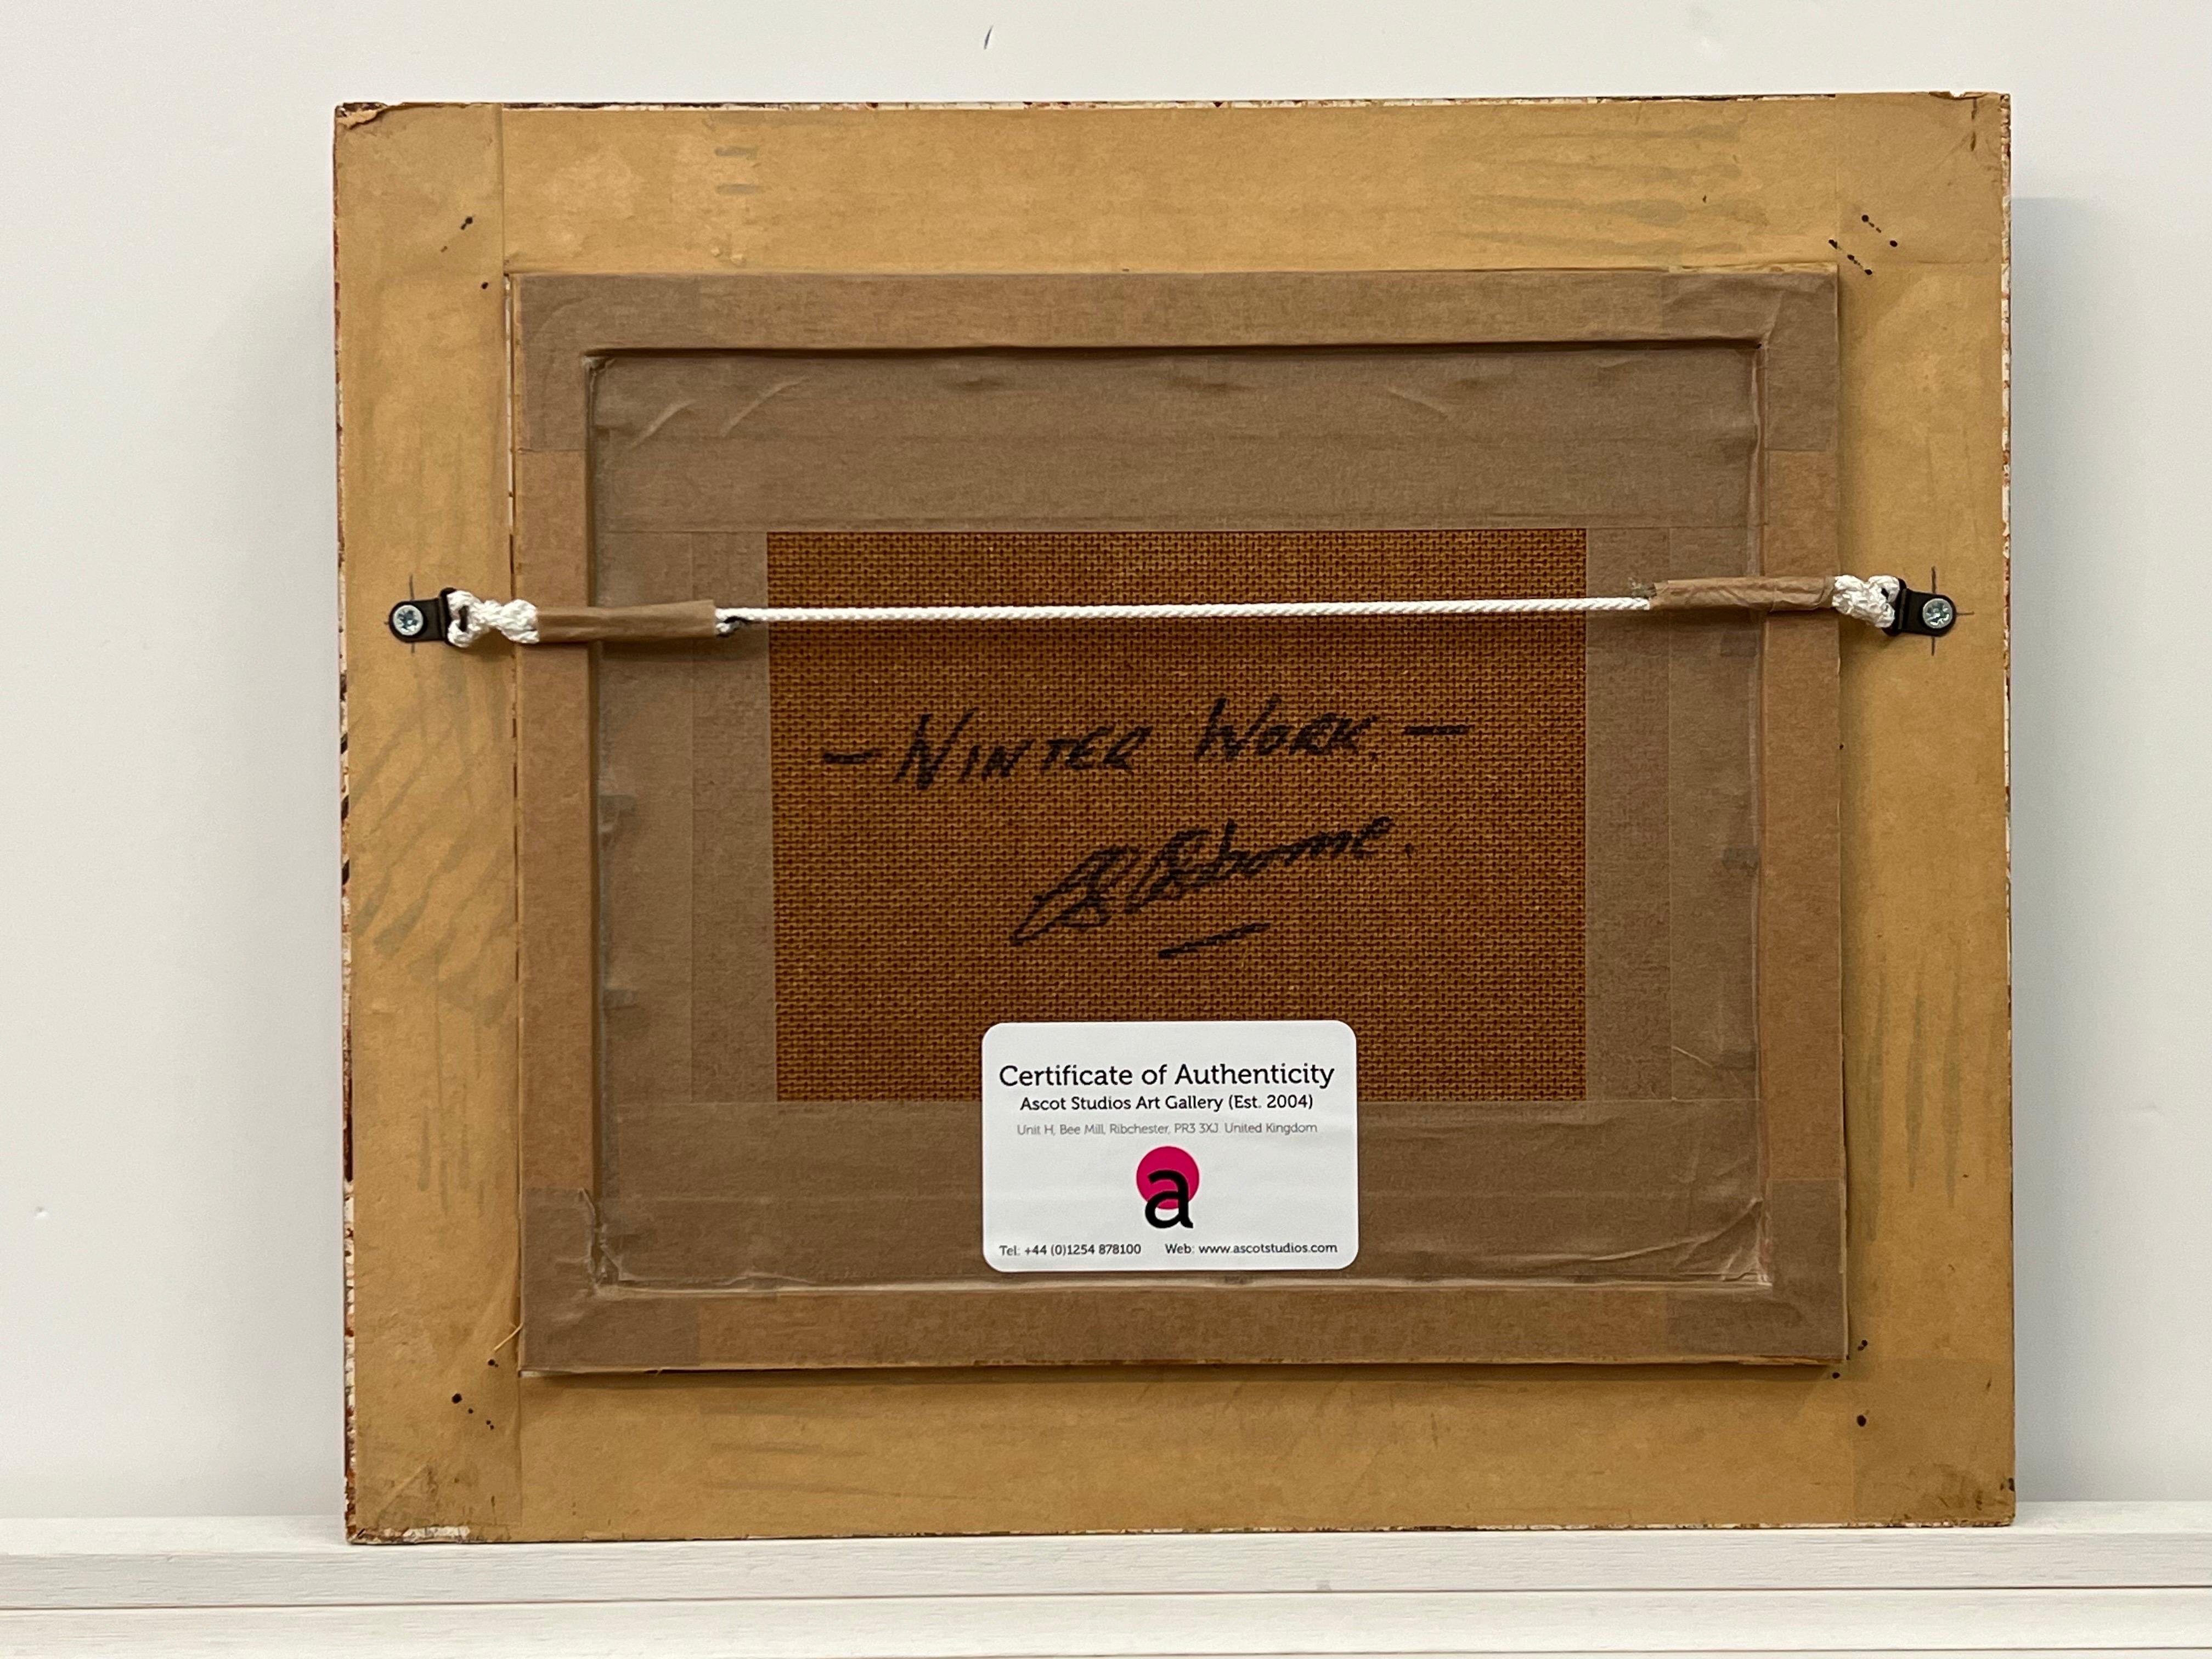 - WINTER WORK. -
Osborne.
Certificate of Authenticity
Ascot Studios Art Gallery (Est. 2004)
Unit H, Bee Mill, Ribchester, PR3 3XJ. United Kingdom
a
Tel: +44 (0)1254 878100 Web: www.ascotstudios.com